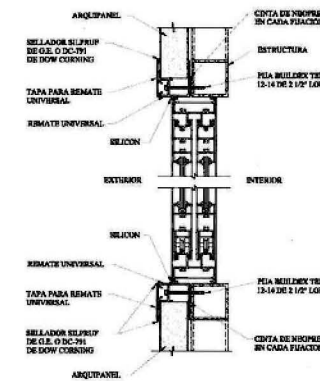 ARQUIPANEL
CINTA DE NEOPRE
EN CADA FIJACIÓN
SELLADOR SILPRUF
DE G.E. O DC-791
DE DOW CORNING
ESTRUCTURA
TAPA PARA REMATE
UNIVERSAL
PIJA BUILDEX TE
12-14 DE 2 1/2" LO
REMATE UNIVERSAL
SILICON
EXTERIOR
INTERIOR
SILICON
REMATE UNIVERSAL
TAPA PARA REMATE
UNIVERSAL
PIJA BUILDEX TE
12-14 DE 2 1/2" LO
SELLADOR SILPRUF
DE G.E. O DC-791
DE DOW CORNING
CINTA DE NEOPRE
EN CADA FIJACIÓN
ARQUIPANEL